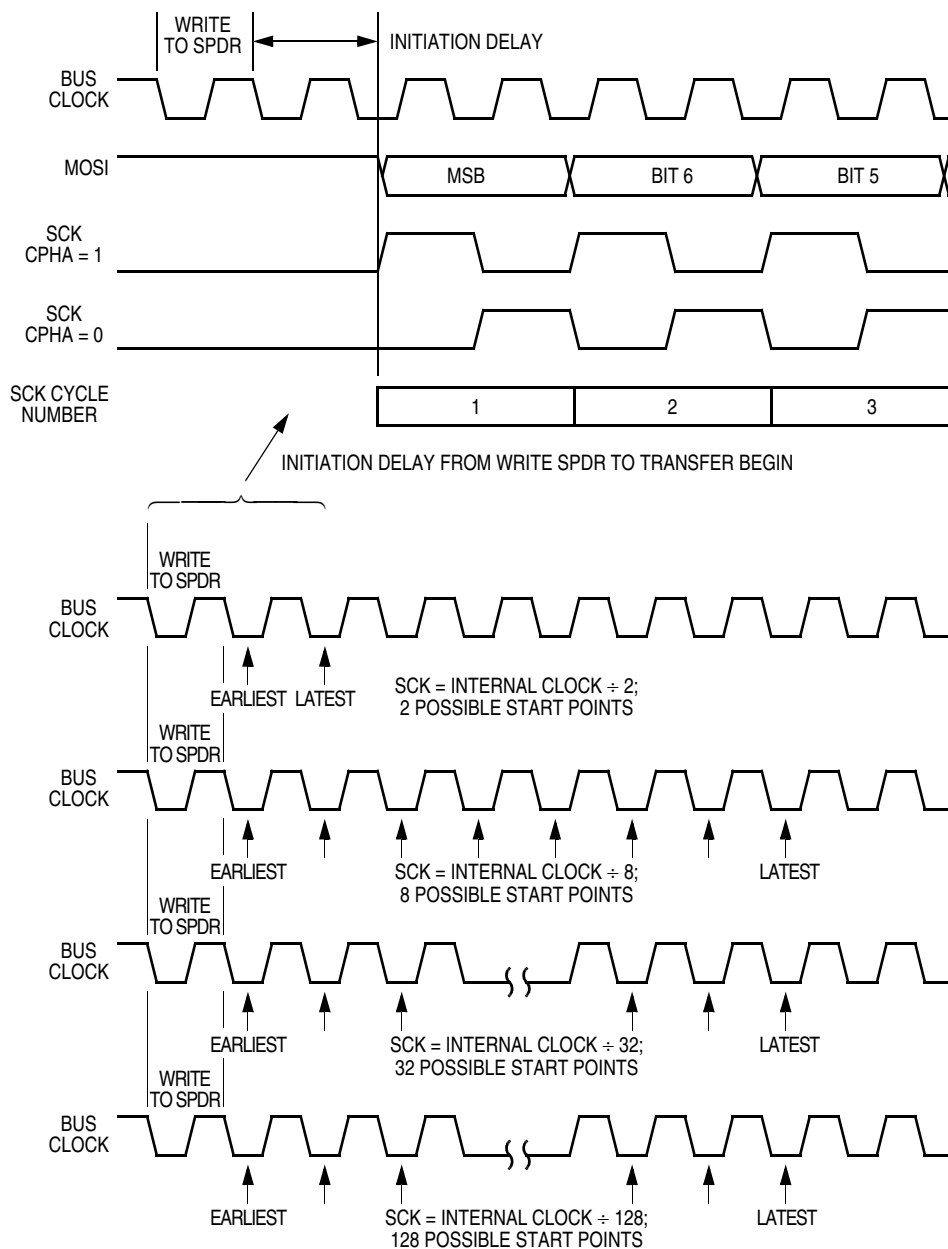 WRITE
TO SPDR
INITIATION DELAY
BUS
CLOCK
MOSI
MSB
BIT 6
BIT 5
SCK
CPHA = 1
SCK
CPHA = 0
SCK CYCLE
NUMBER
1
2
3
INITIATION DELAY FROM WRITE SPDR TO TRANSFER BEGIN
WRITE
TO SPDR
BUS
CLOCK
EARLIEST
LATEST
SCK = INTERNAL CLOCK ÷ 2;
2 POSSIBLE START POINTS
WRITE
TO SPDR
BUS
CLOCK
EARLIEST
SCK = INTERNAL CLOCK ÷ 8;
8 POSSIBLE START POINTS
LATEST
WRITE
TO SPDR
BUS
CLOCK
EARLIEST
SCK = INTERNAL CLOCK ÷ 32;
32 POSSIBLE START POINTS
LATEST
WRITE
TO SPDR
BUS
CLOCK
EARLIEST
SCK = INTERNAL CLOCK ÷ 128;
128 POSSIBLE START POINTS
LATEST